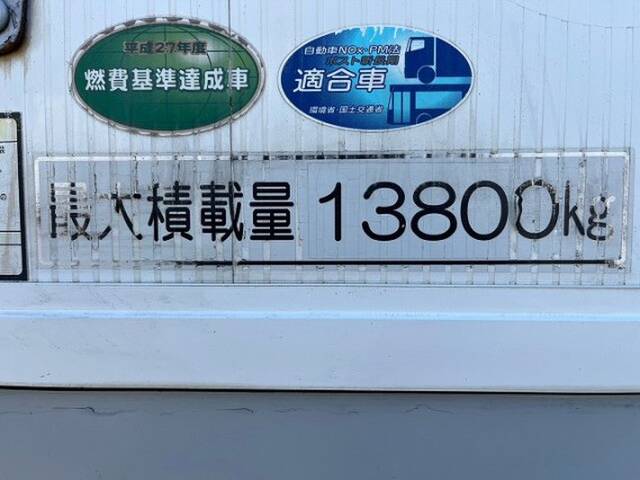 平成27年度
燃費基準達成車
自動車NOx・PM法
ポスト新長期
適合車
環境省・国土交通省
最大積載量 13800kg